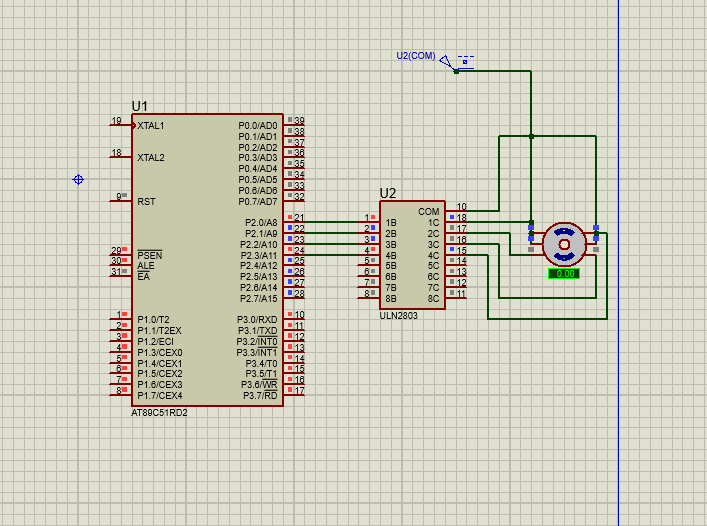 U2(COM)
U1
19 XTAL1 P0.0/AD0 39
P0.1/AD1 38
P0.2/AD2 37
18 XTAL2 P0.3/AD3 36
P0.4/AD4 35
P0.5/AD5 34
P0.6/AD6 33
9 RST P0.7/AD7 32
U2
COM 10
P2.0/A8 21 1 1B 1C 18
P2.1/A9 22 2 2B 2C 17
P2.2/A10 23 3 3B 3C 16
29 PSEN P2.3/A11 24 4 4B 4C 15
30 ALE P2.4/A12 25 5 5B 5C 14
31 EA P2.5/A13 26 6 6B 6C 13
P2.6/A14 27 7 7B 7C 12
P2.7/A15 28 8 8B 8C 11
0.00
ULN2803
1 P1.0/T2 P3.0/RXD 10
2 P1.1/T2EX P3.1/TXD 11
3 P1.2/ECI P3.2/INT0 12
4 P1.3/CEX0 P3.3/INT1 13
5 P1.4/CEX1 P3.4/T0 14
6 P1.5/CEX2 P3.5/T1 15
7 P1.6/CEX3 P3.6/WR 16
8 P1.7/CEX4 P3.7/RD 17
AT89C51RD2